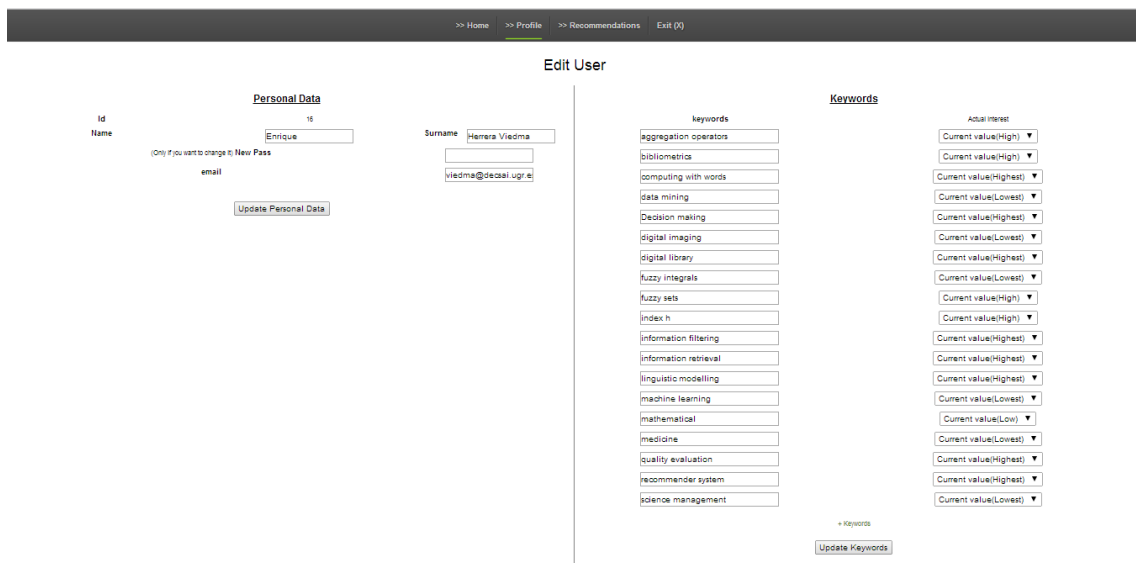 >> Home >> Profile >> Recommendations Exit (X)
Edit User
Personal Data
Id 16
Name Enrique Surname Herrera Viedma
(Only if you want to change it) New Pass
email viedma@decsai.ugr.e
Update Personal Data
Keywords
keywords Actual Interest
aggregation operators Current value(High) ▼
bibliometrics Current value(High) ▼
computing with words Current value(Highest) ▼
data mining Current value(Lowest) ▼
Decision making Current value(Highest) ▼
digital imaging Current value(Lowest) ▼
digital library Current value(Highest) ▼
fuzzy integrals Current value(Lowest) ▼
fuzzy sets Current value(High) ▼
index h Current value(High) ▼
information filtering Current value(Highest) ▼
information retrieval Current value(Highest) ▼
linguistic modelling Current value(Highest) ▼
machine learning Current value(Lowest) ▼
mathematical Current value(Low) ▼
medicine Current value(Lowest) ▼
quality evaluation Current value(Highest) ▼
recommender system Current value(Highest) ▼
science management Current value(Lowest) ▼
+ Keywords
Update Keywords